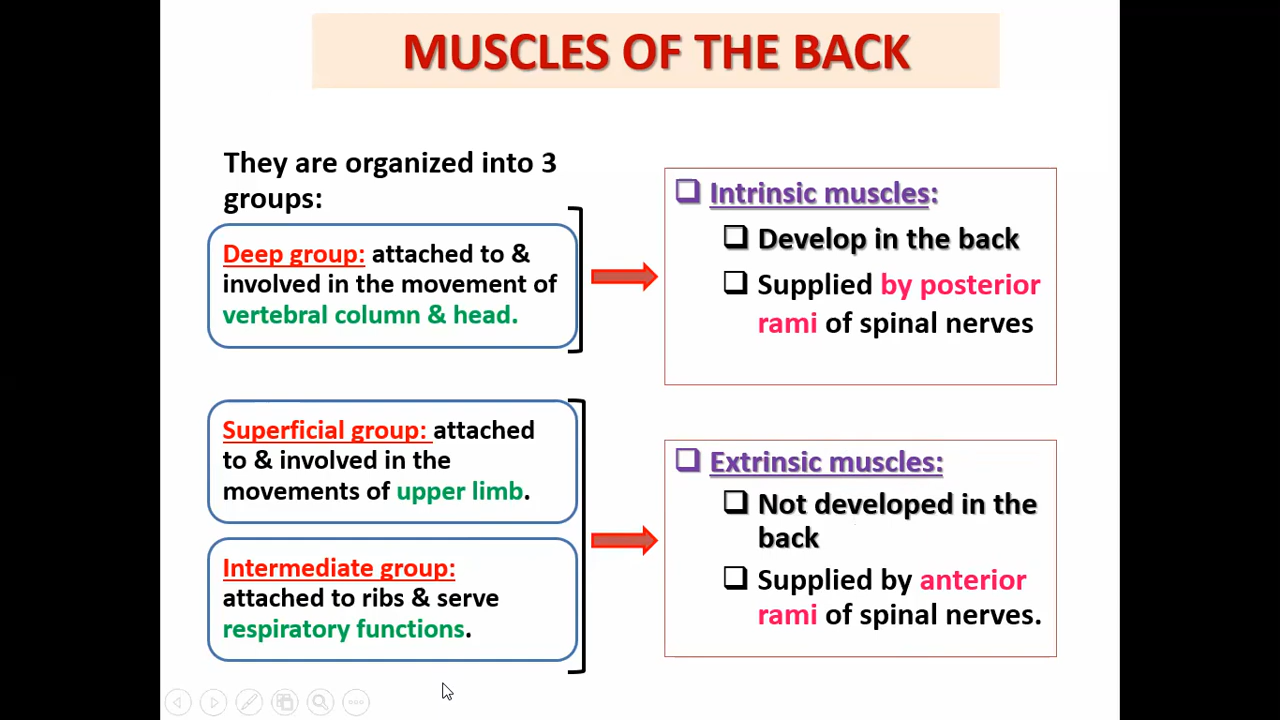 MUSCLES OF THE BACK
They are organized into 3
groups:
Deep group: attached to &
involved in the movement of
vertebral column & head.
Superficial group: attached
to & involved in the
movements of upper limb.
Intermediate group:
attached to ribs & serve
respiratory functions.
Intrinsic muscles:
Develop in the back
Supplied by posterior
rami of spinal nerves
Extrinsic muscles:
Not developed in the
back
Supplied by anterior
rami of spinal nerves.